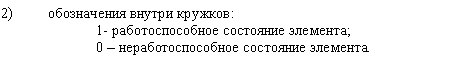 2) обозначения внутри кружков:
1- работоспособное состояние элемента;
0 – неработоспособное состояние элемента.